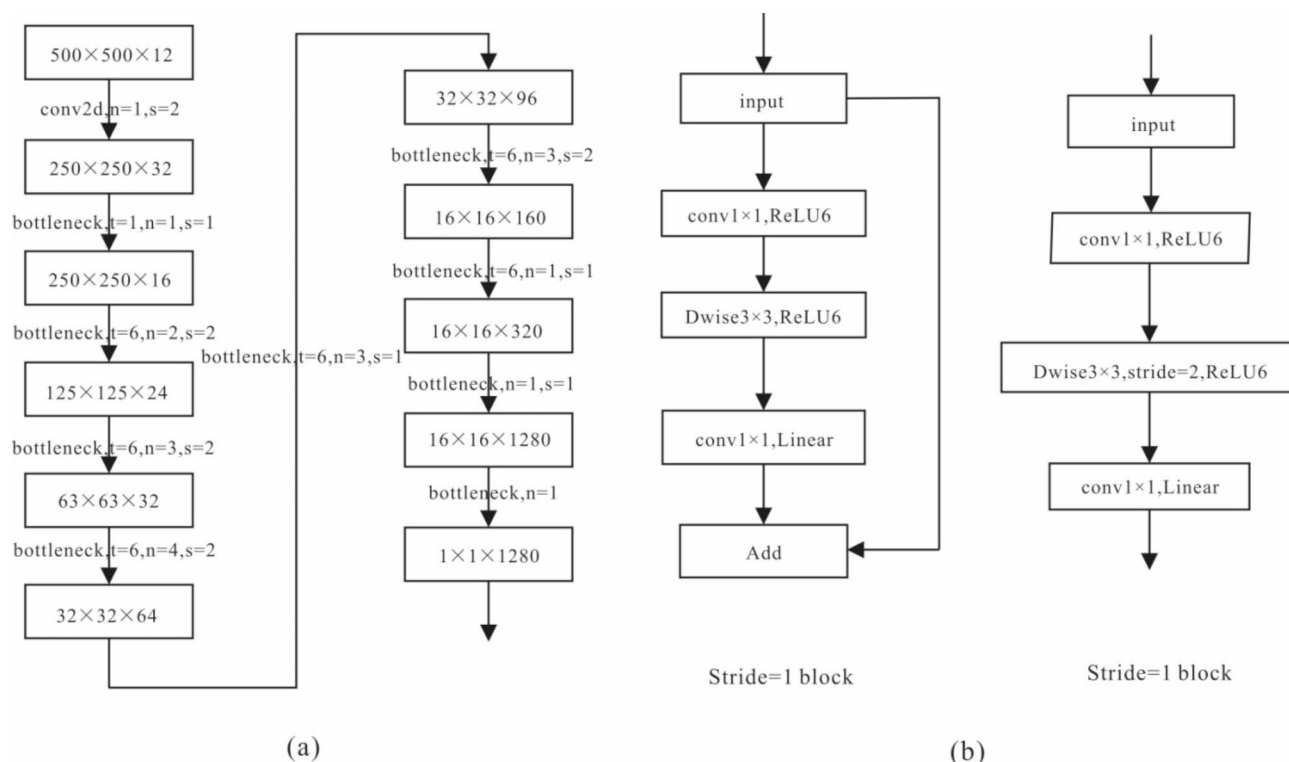 500×500×12
conv2d,n=1,s=2
250×250×32
bottleneck,t=1,n=1,s=1
250×250×16
bottleneck,t=6,n=2,s=2
125×125×24
bottleneck,t=6,n=3,s=2
63×63×32
bottleneck,t=6,n=4,s=2
32×32×64
bottleneck,t=6,n=3,s=1
32×32×96
bottleneck,t=6,n=3,s=2
16×16×160
bottleneck,t=6,n=1,s=1
16×16×320
bottleneck,n=1,s=1
16×16×1280
bottleneck,n=1
1×1×1280
(a)
input
conv1×1,ReLU6
Dwise3×3,ReLU6
conv1×1,Linear
Add
Stride=1 block
input
conv1×1,ReLU6
Dwise3×3,stride=2,ReLU6
conv1×1,Linear
Stride=1 block
(b)